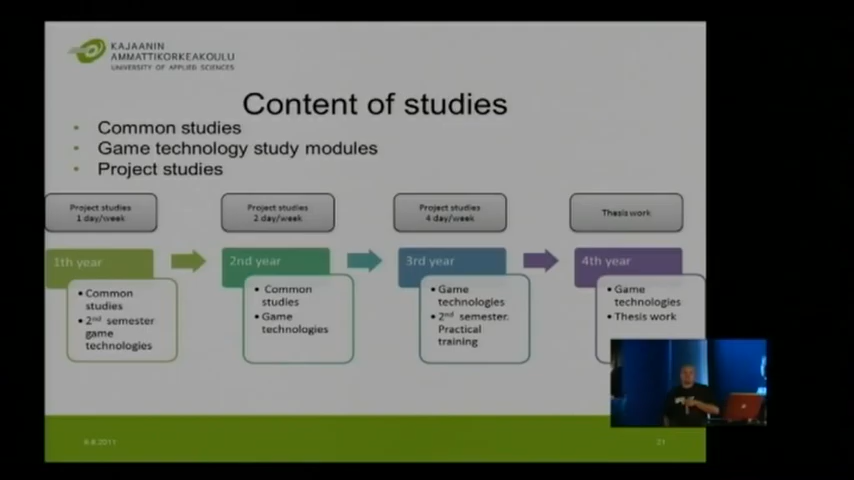 KAJAANIN
AMMATTIKORKEAKOULU
UNIVERSITY OF APPLIED SCIENCES
Content of studies
• Common studies
• Game technology study modules
• Project studies
Project studies
1 day/week
Project studies
2 day/week
Project studies
4 day/week
Thesis work
1th year
2nd year
3rd year
4th year
• Common
studies
• 2nd semester
game
technologies
• Common
studies
• Game
technologies
• Game
technologies
• 2nd semester.
Practical
training
• Game
technologies
• Thesis work
6.6.2011
21